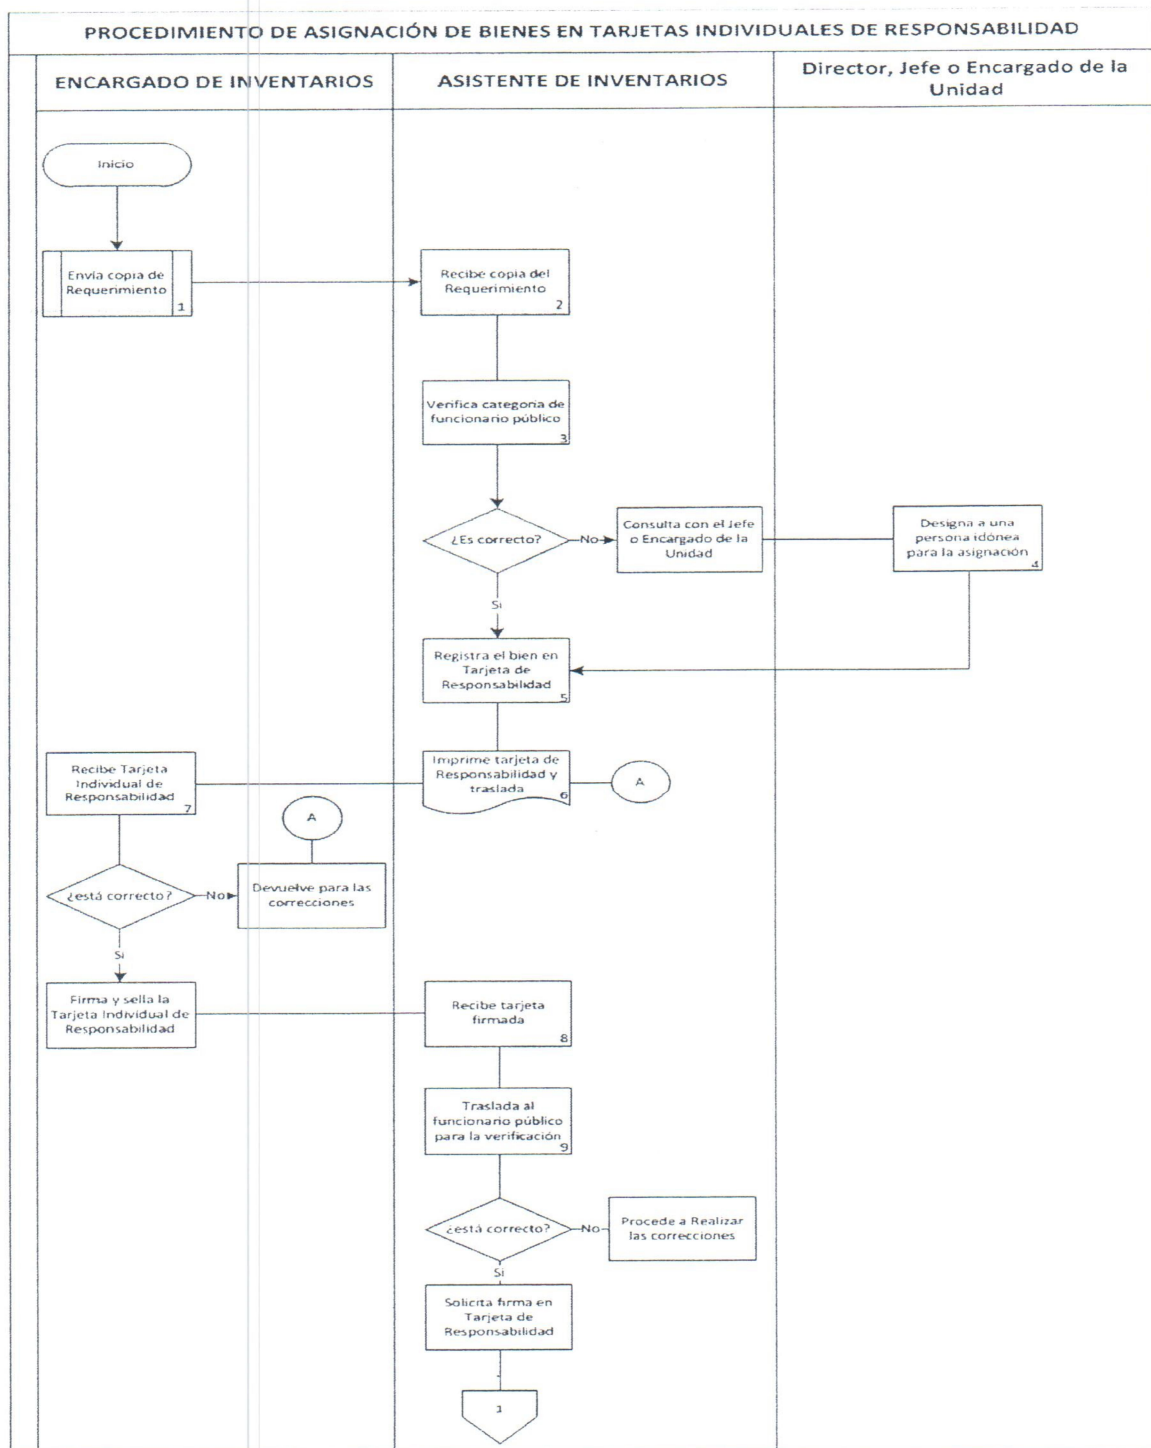 PROCEDIMIENTO DE ASIGNACIÓN DE BIENES EN TARJETAS INDIVIDUALES DE RESPONSABILIDAD
ENCARGADO DE INVENTARIOS
ASISTENTE DE INVENTARIOS
Director, Jefe o Encargado de la
Unidad
Inicio
Envía copia de
Requerimiento
1
Recibe copia del
Requerimiento
2
Verifica categoría de
funcionario público
3
¿Es correcto?
No
Consulta con el Jefe
o Encargado de la
Unidad
Designa a una
persona idónea
para la asignación
4
Si
Registra el bien en
Tarjeta de
Responsabilidad
5
Imprime tarjeta de
Responsabilidad y
traslada
6
A
Recibe Tarjeta
Individual de
Responsabilidad
7
A
¿está correcto?
No
Devuelve para las
correcciones
Si
Firma y sella la
Tarjeta Individual de
Responsabilidad
Recibe tarjeta
firmada
8
Traslada al
funcionario público
para la verificación
9
¿está correcto?
No
Procede a Realizar
las correcciones
Si
Solicita firma en
Tarjeta de
Responsabilidad
1